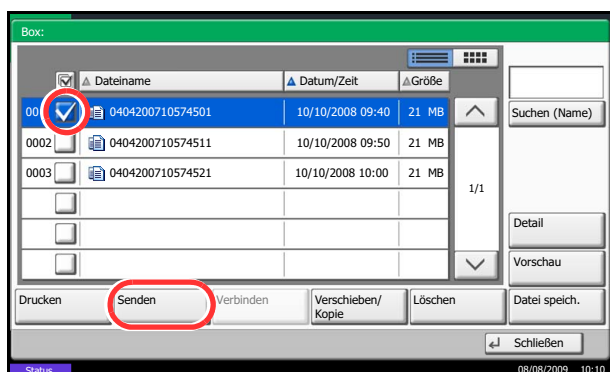 Box:
Dateiname Datum/Zeit Größe
0404200710574501 10/10/2008 09:40 21 MB Suchen (Name)
0002 0404200710574511 10/10/2008 09:50 21 MB
0003 0404200710574521 10/10/2008 10:00 21 MB
1/1
Detail
Vorschau
Drucken Senden Verbinden Verschieben/ Löschen Datei speich.
Kopie
Schließen
Status 08/08/2009 10:10